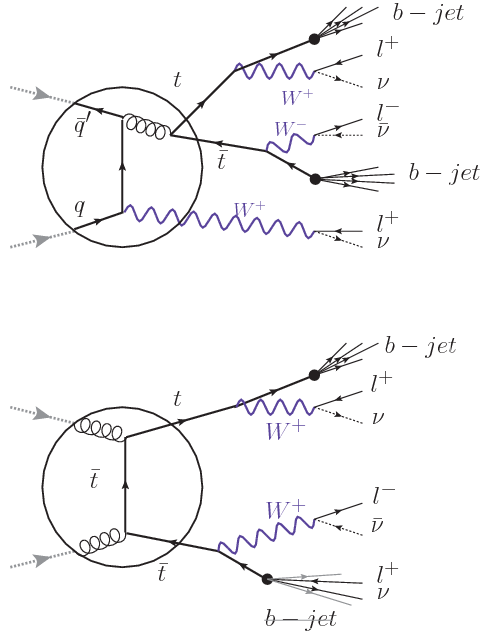 b − jet
l⁺
t
ν
W⁺
l⁻
W⁻
ν̄
q̄′
t̄
b − jet
q
W⁺
l⁺
ν
b − jet
t
l⁺
W⁺
ν
t̄
l⁻
W⁺
ν̄
t̄
l⁺
ν
b − jet